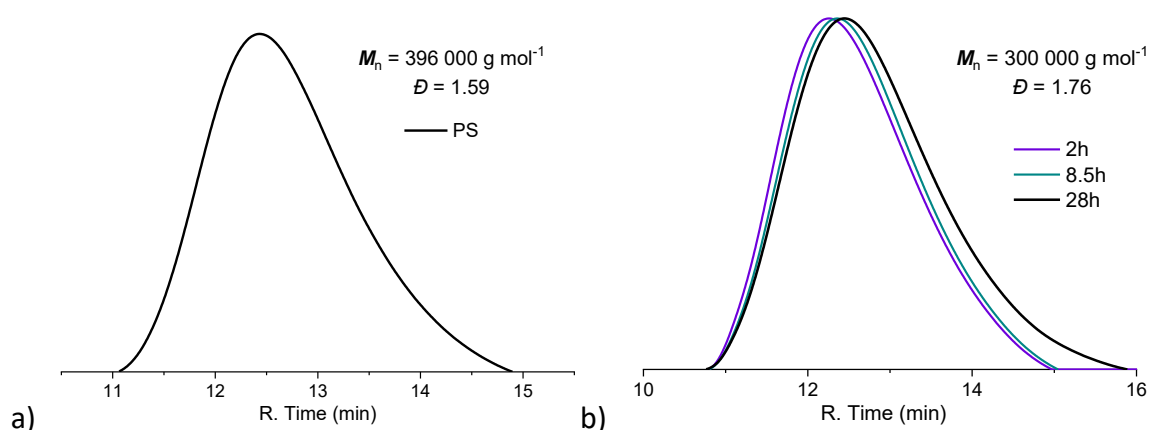 Mn = 396 000 g mol-1
Đ = 1.59
PS
11 12 13 14 15
R. Time (min)
a)
Mn = 300 000 g mol-1
Đ = 1.76
2h
8.5h
28h
10 12 14 16
R. Time (min)
b)